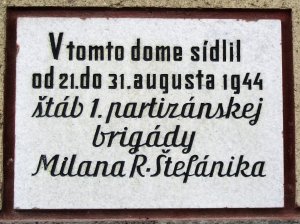 V tomto dome sídlil
od 21. do 31. augusta 1944
štáb 1. partizánskej
brigády
Milana R. Štefánika